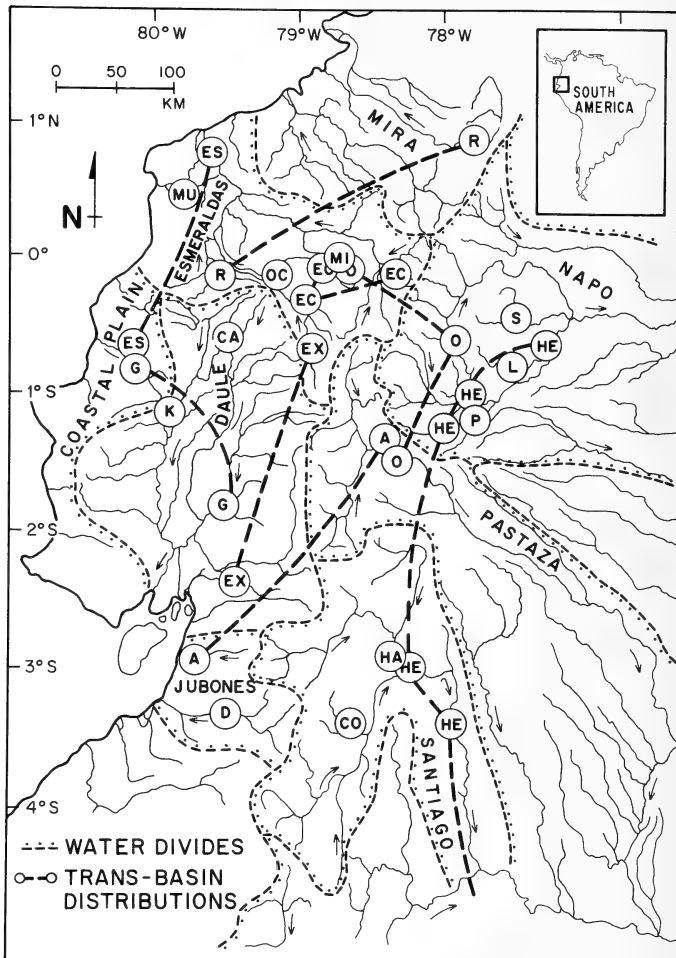 80°W 79°W 78°W
0 50 100
KM
SOUTH
AMERICA
1°N
MIRA
R
ES
MU
N
ESMERALDAS
0°
MI
R OC EC O EC
EC
NAPO
COASTAL PLAIN
S
CA
EX
O
HE
ES
G
L
1°S
DAULE
K
HE
P
HE
A
O
G
2°S
PASTAZA
EX
3°S
A
HA
HE
JUBONES
D
CO
HE
SANTIAGO
4°S
WATER DIVIDES
TRANS-BASIN
DISTRIBUTIONS